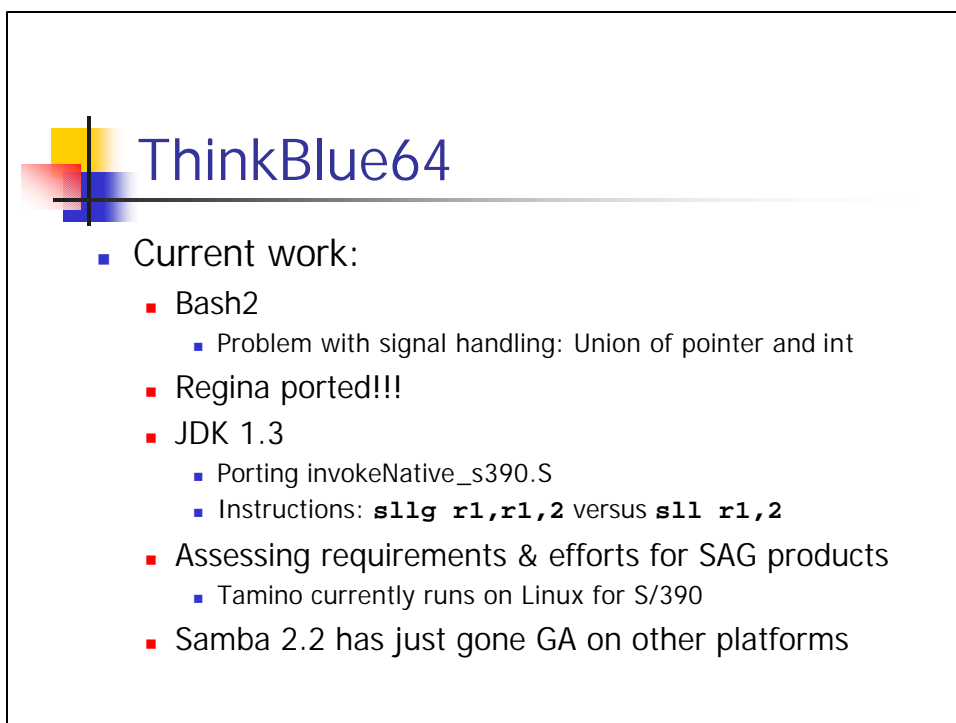 ThinkBlue64
Current work:
Bash2
Problem with signal handling: Union of pointer and int
Regina ported!!!
JDK 1.3
Porting invokeNative_s390.S
Instructions: sllg r1,r1,2 versus sll r1,2
Assessing requirements & efforts for SAG products
Tamino currently runs on Linux for S/390
Samba 2.2 has just gone GA on other platforms